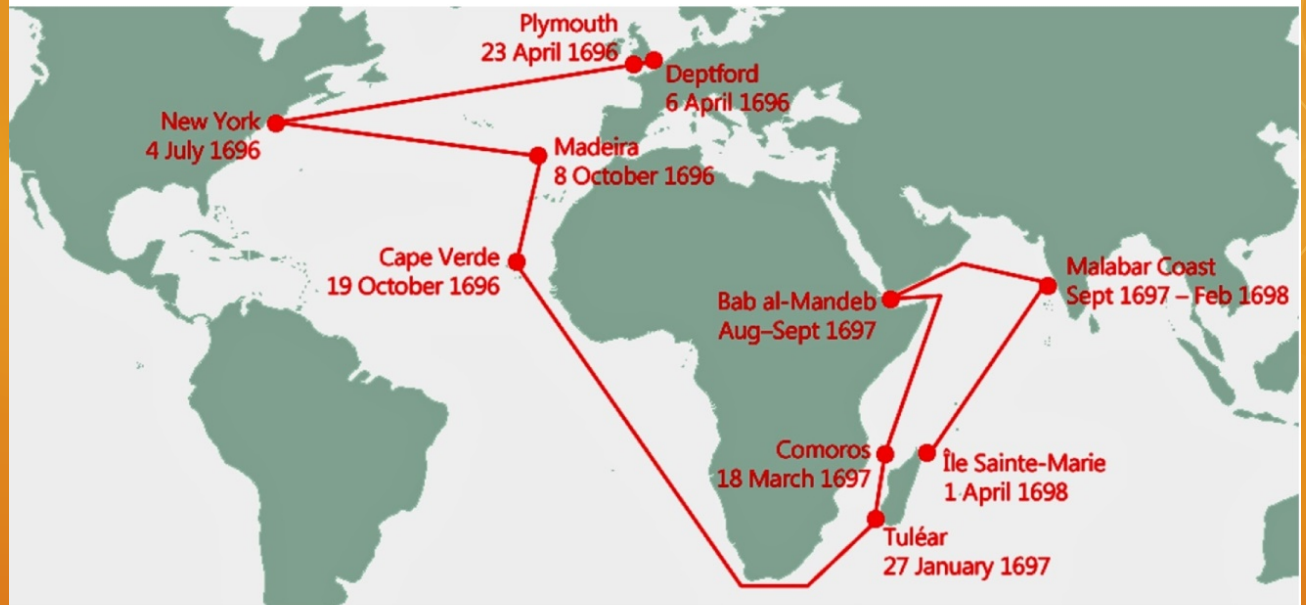 Plymouth
23 April 1696
Deptford
6 April 1696
New York
4 July 1696
Madeira
8 October 1696
Cape Verde
19 October 1696
Malabar Coast
Sept 1697 – Feb 1698
Bab al-Mandeb
Aug–Sept 1697
Comoros
18 March 1697
Île Sainte-Marie
1 April 1698
Tuléar
27 January 1697